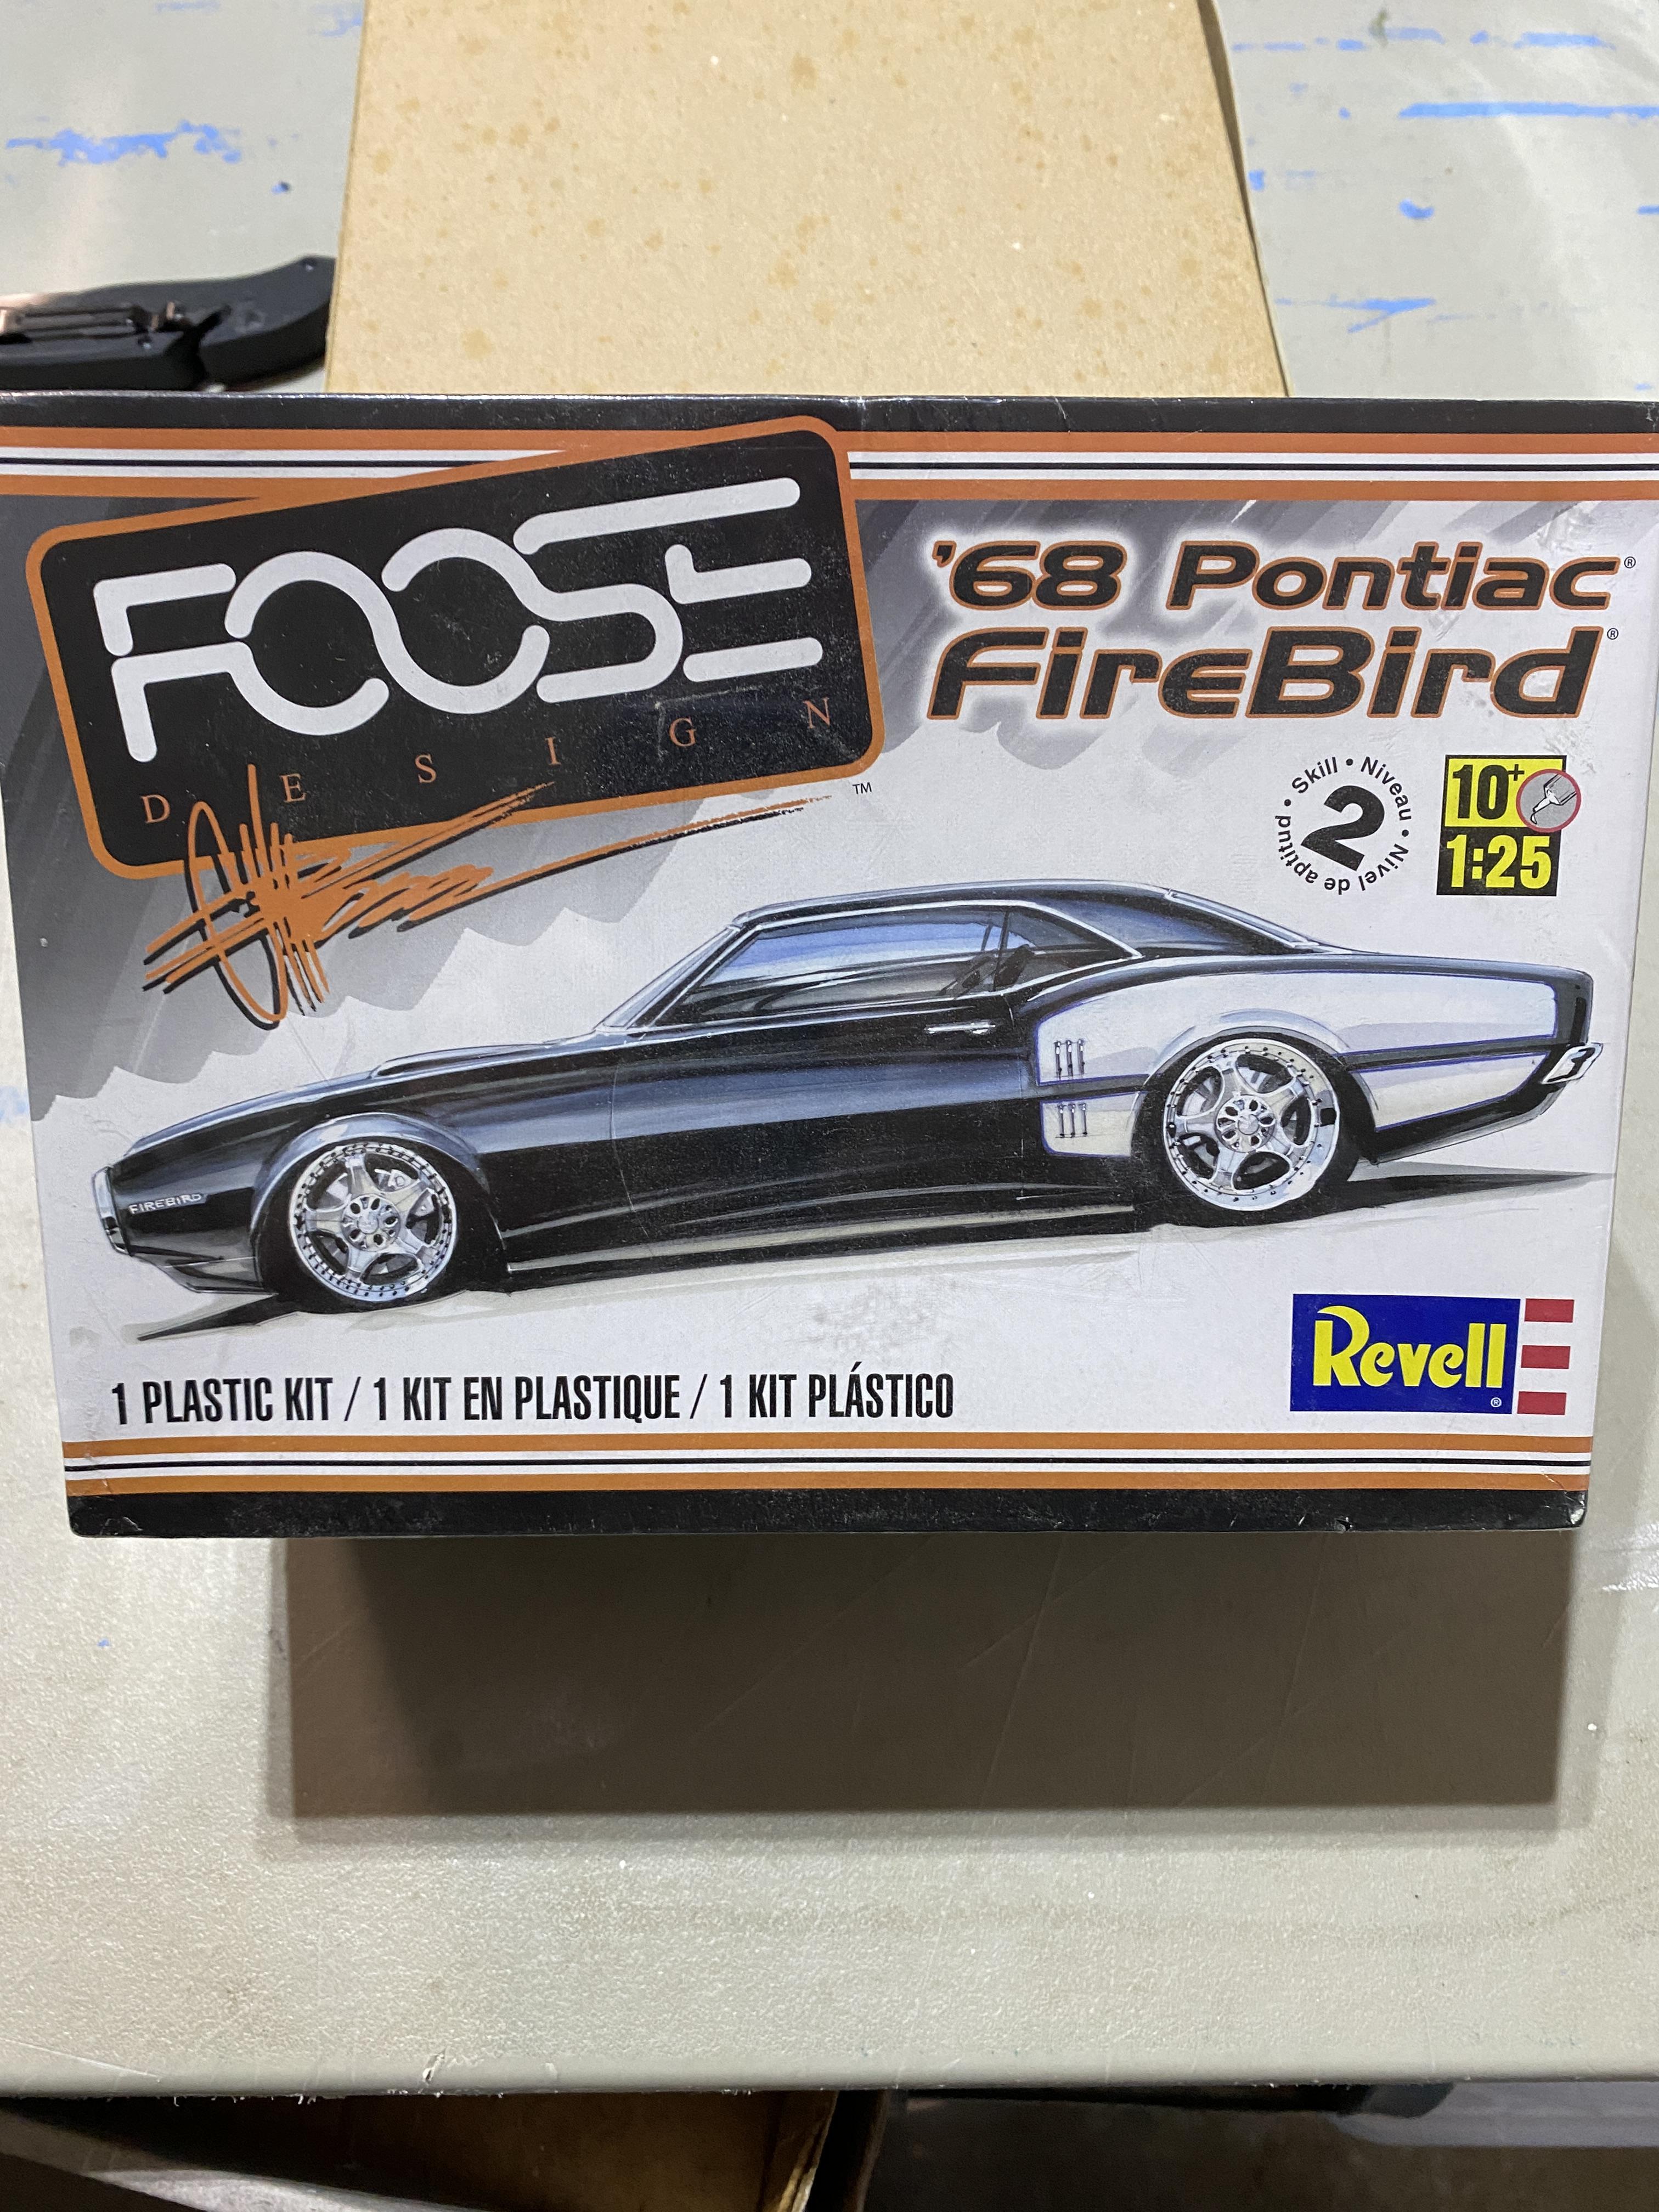 FOOSE
DESIGN
™
'68 Pontiac®
FireBird®
Skill • Niveau • Nivel de aptitud •
2
10+
1:25
FIREBIRD
Revell®
1 PLASTIC KIT / 1 KIT EN PLASTIQUE / 1 KIT PLÁSTICO